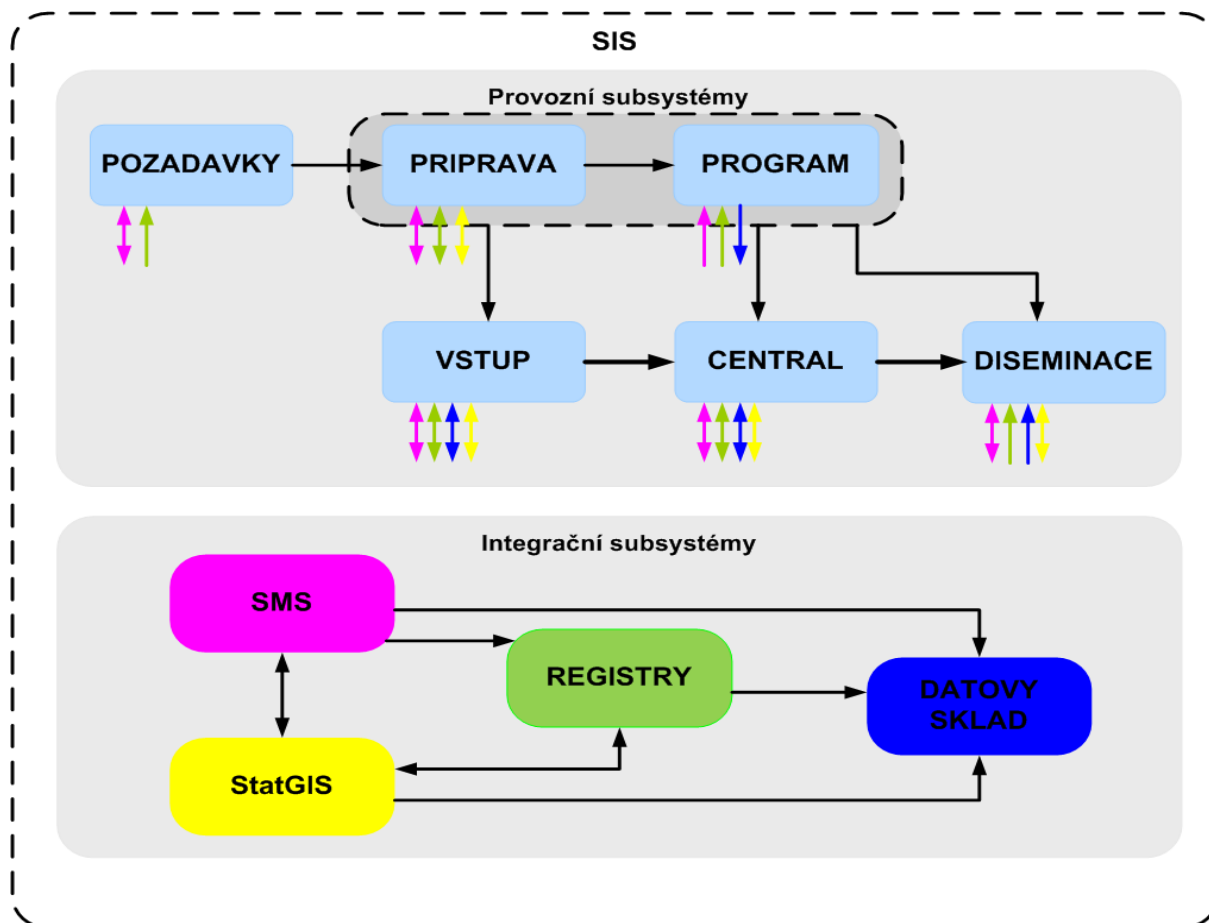 SIS
Provozní subsystémy
POZADAVKY
PRIPRAVA
PROGRAM
VSTUP
CENTRAL
DISEMINACE
Integrační subsystémy
SMS
REGISTRY
DATOVY
SKLAD
StatGIS